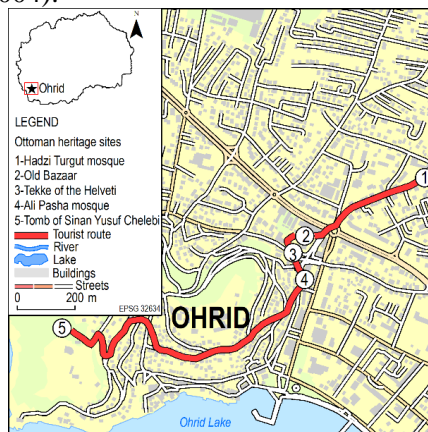 004).
N
Ohrid
LEGEND
Ottoman heritage sites
1-Hadzi Turgut mosque
2-Old Bazaar
3-Tekke of the Helveti
4-Ali Pasha mosque
5-Tomb of Sinan Yusuf Chelebi
Tourist route
River
Lake
Buildings
Streets
0 200 m
EPSG 32634
1
2
3
4
5
OHRID
Ohrid Lake